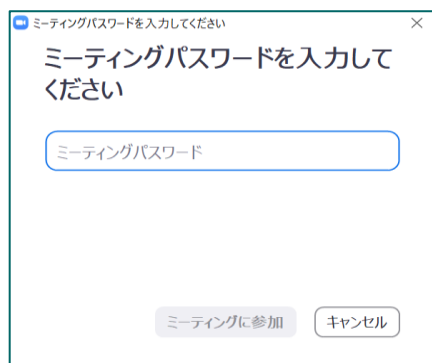 ミーティングパスワードを入力してください
ミーティングパスワードを入力して
ください
ミーティングパスワード
ミーティングに参加
キャンセル